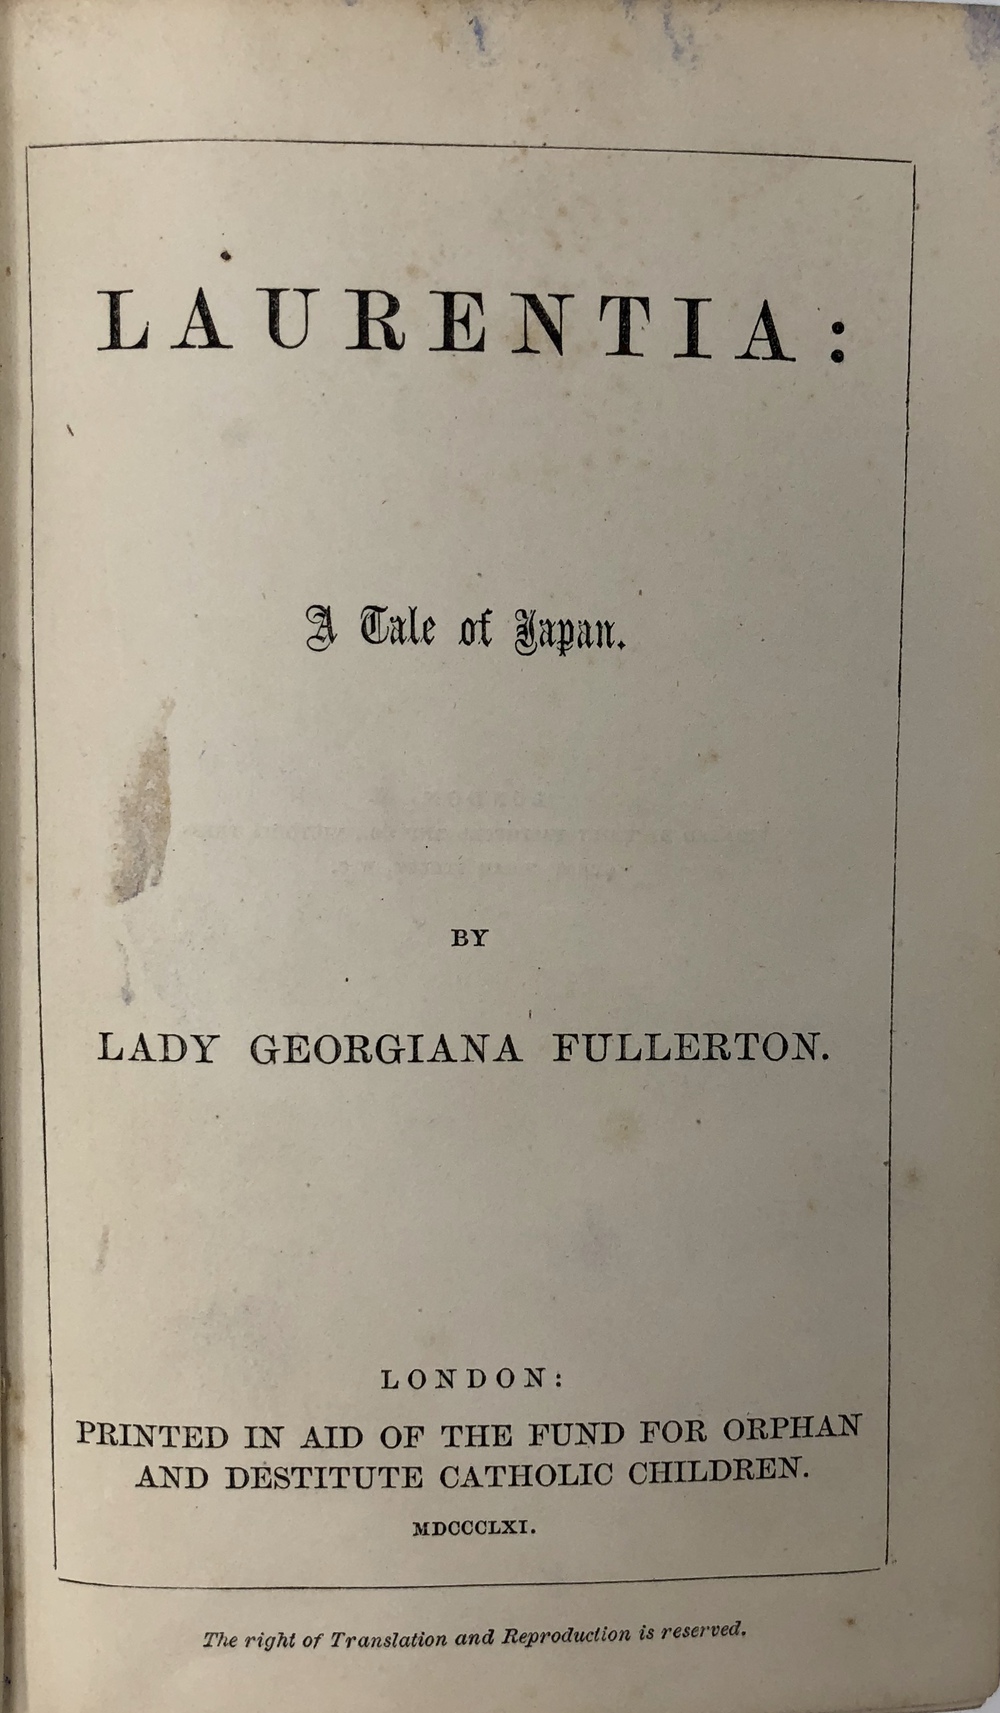 LAURENTIA:
A Tale of Japan.
BY
LADY GEORGIANA FULLERTON.
LONDON:
PRINTED IN AID OF THE FUND FOR ORPHAN
AND DESTITUTE CATHOLIC CHILDREN.
MDCCCLXI.
The right of Translation and Reproduction is reserved.